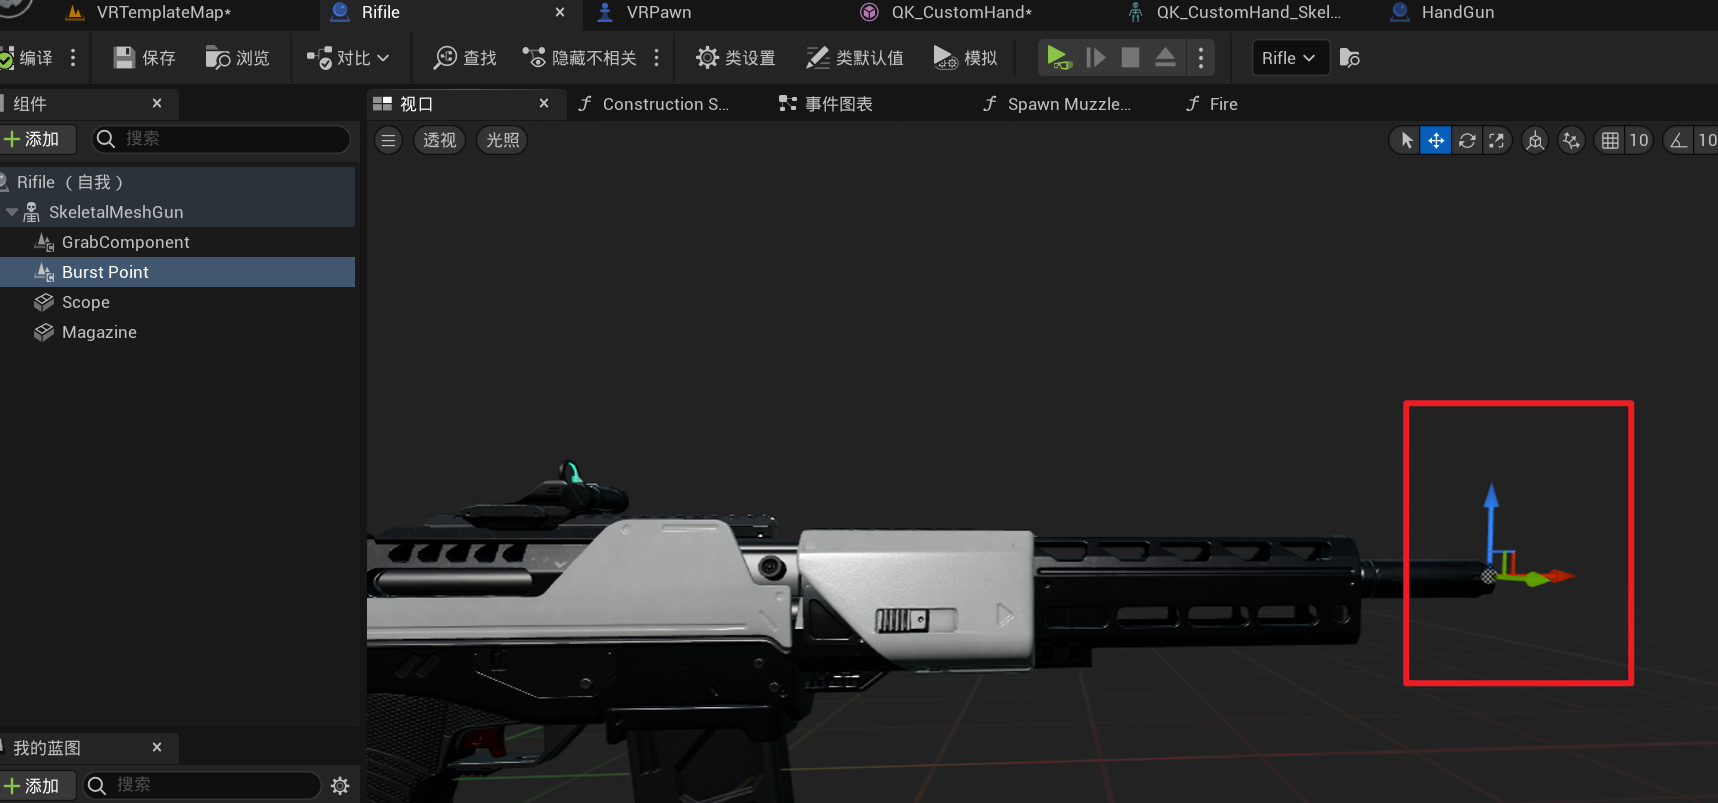 VRTemplateMap*
Rifile
VRPawn
QK_CustomHand*
QK_CustomHand_Skel...
HandGun
编译
保存
浏览
对比
查找
隐藏不相关
类设置
类默认值
模拟
Rifle
组件
视口
Construction S...
事件图表
Spawn Muzzle...
Fire
添加
搜索
透视
光照
10
10
Rifile （自我）
SkeletalMeshGun
GrabComponent
Burst Point
Scope
Magazine
我的蓝图
添加
搜索